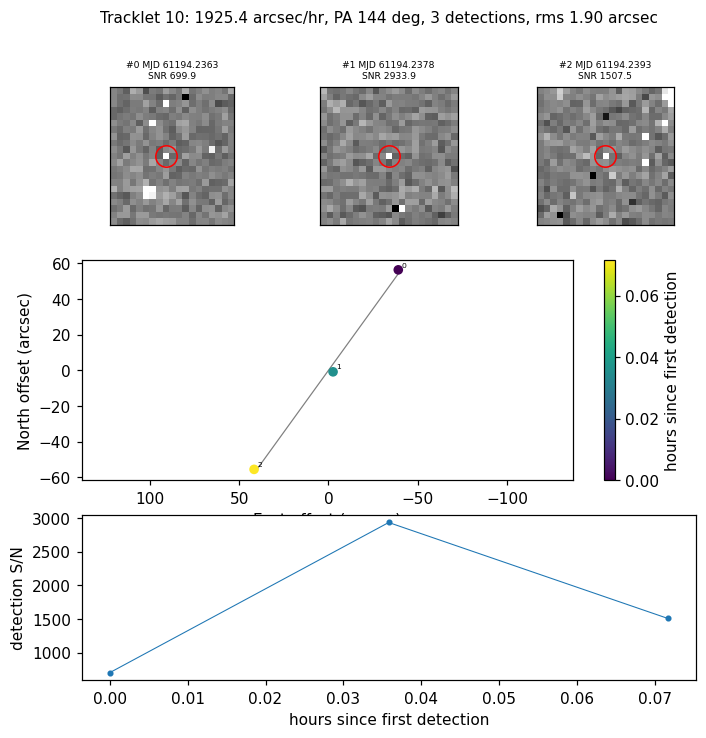 Tracklet 10: 1925.4 arcsec/hr, PA 144 deg, 3 detections, rms 1.90 arcsec
#0 MJD 61194.2363
SNR 699.9
#1 MJD 61194.2378
SNR 2933.9
#2 MJD 61194.2393
SNR 1507.5
North offset (arcsec)
60
40
20
0
−20
−40
−60
0
1
2
100
50
0
−50
−100
0.06
0.04
0.02
0.00
hours since first detection
detection S/N
3000
2500
2000
1500
1000
0.00
0.01
0.02
0.03
0.04
0.05
0.06
0.07
hours since first detection